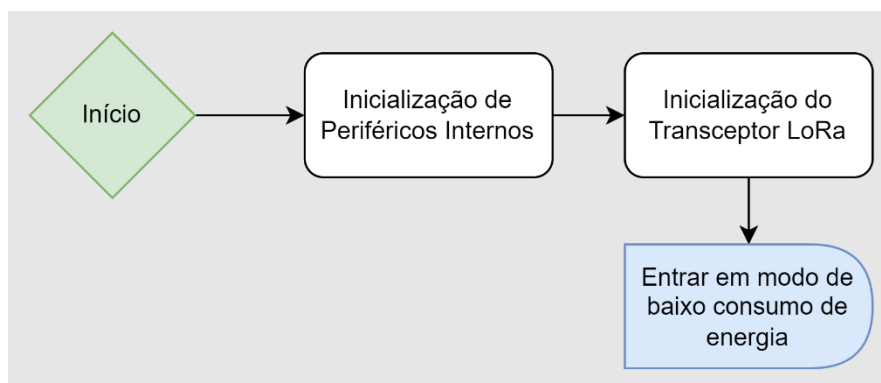 Início
Inicialização de
Periféricos Internos
Inicialização do
Transceptor LoRa
Entrar em modo de
baixo consumo de
energia